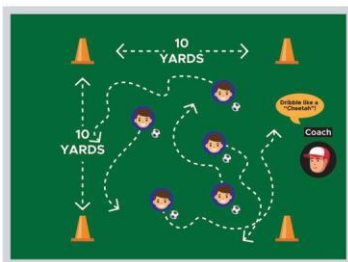 10
YARDS
10
YARDS
Dribble like a
"Cheetah"!
Coach